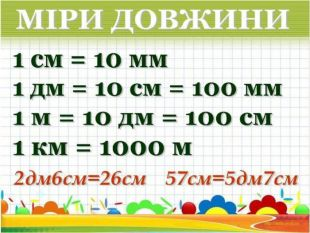 МІРИ ДОВЖИНИ
1 см = 10 мм
1 дм = 10 см = 100 мм
1 м = 10 дм = 100 см
1 км = 1000 м
2дм6см=26см 57см=5дм7см